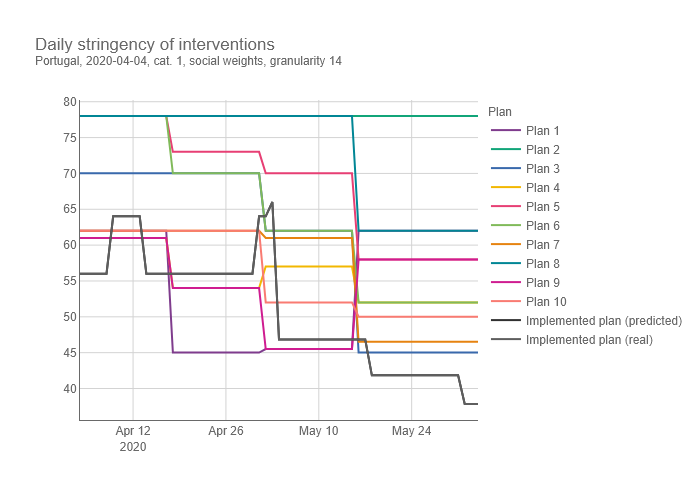 Daily stringency of interventions
Portugal, 2020-04-04, cat. 1, social weights, granularity 14
80
75
70
65
60
55
50
45
40
Apr 12
2020
Apr 26
May 10
May 24
Plan
Plan 1
Plan 2
Plan 3
Plan 4
Plan 5
Plan 6
Plan 7
Plan 8
Plan 9
Plan 10
Implemented plan (predicted)
Implemented plan (real)